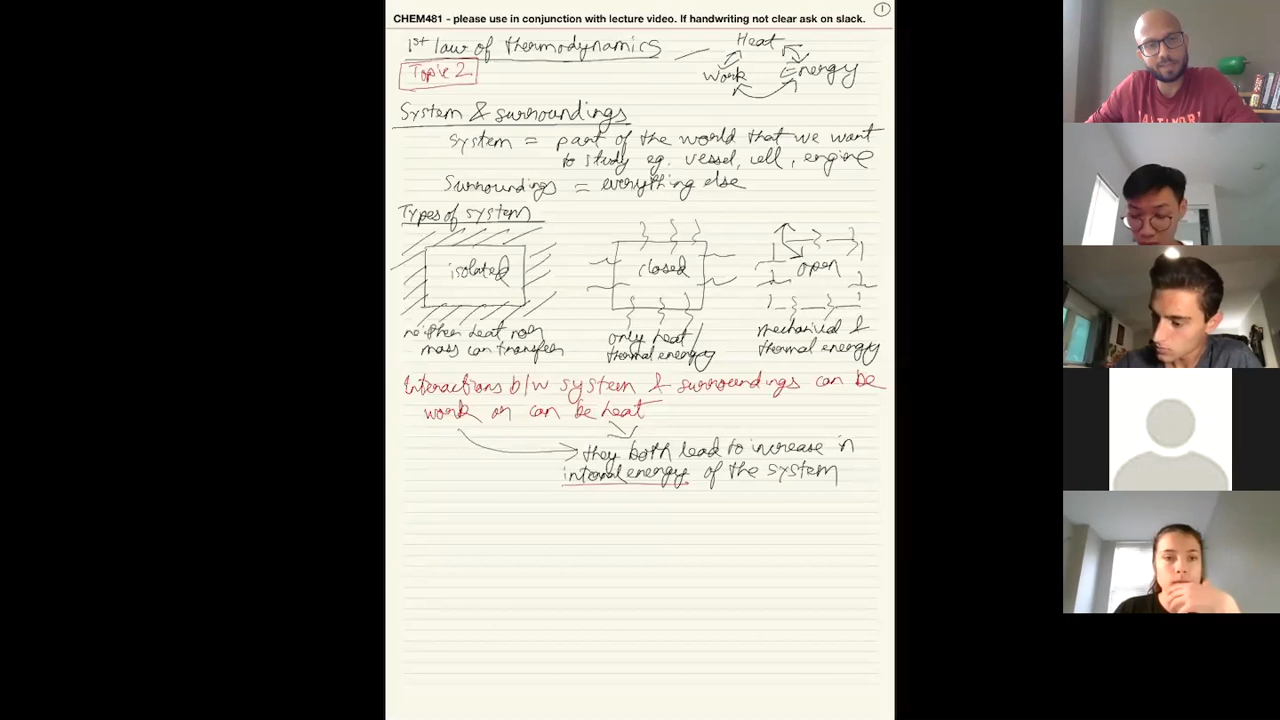 1
CHEM481 - please use in conjunction with lecture video. If handwriting not clear ask on slack.
1st law of thermodynamics
Heat
Work Energy
Topic 2
System & surroundings
System = part of the world that we want
to study eg. vessel, cell, engine
Surroundings = everything else
Types of system
isolated closed open
neither heat nor
mass can transfer
only heat/
thermal energy
mechanical &
thermal energy
Interactions b/w system & surroundings can be
work or can be heat
they both lead to increase in
internal energy of the system